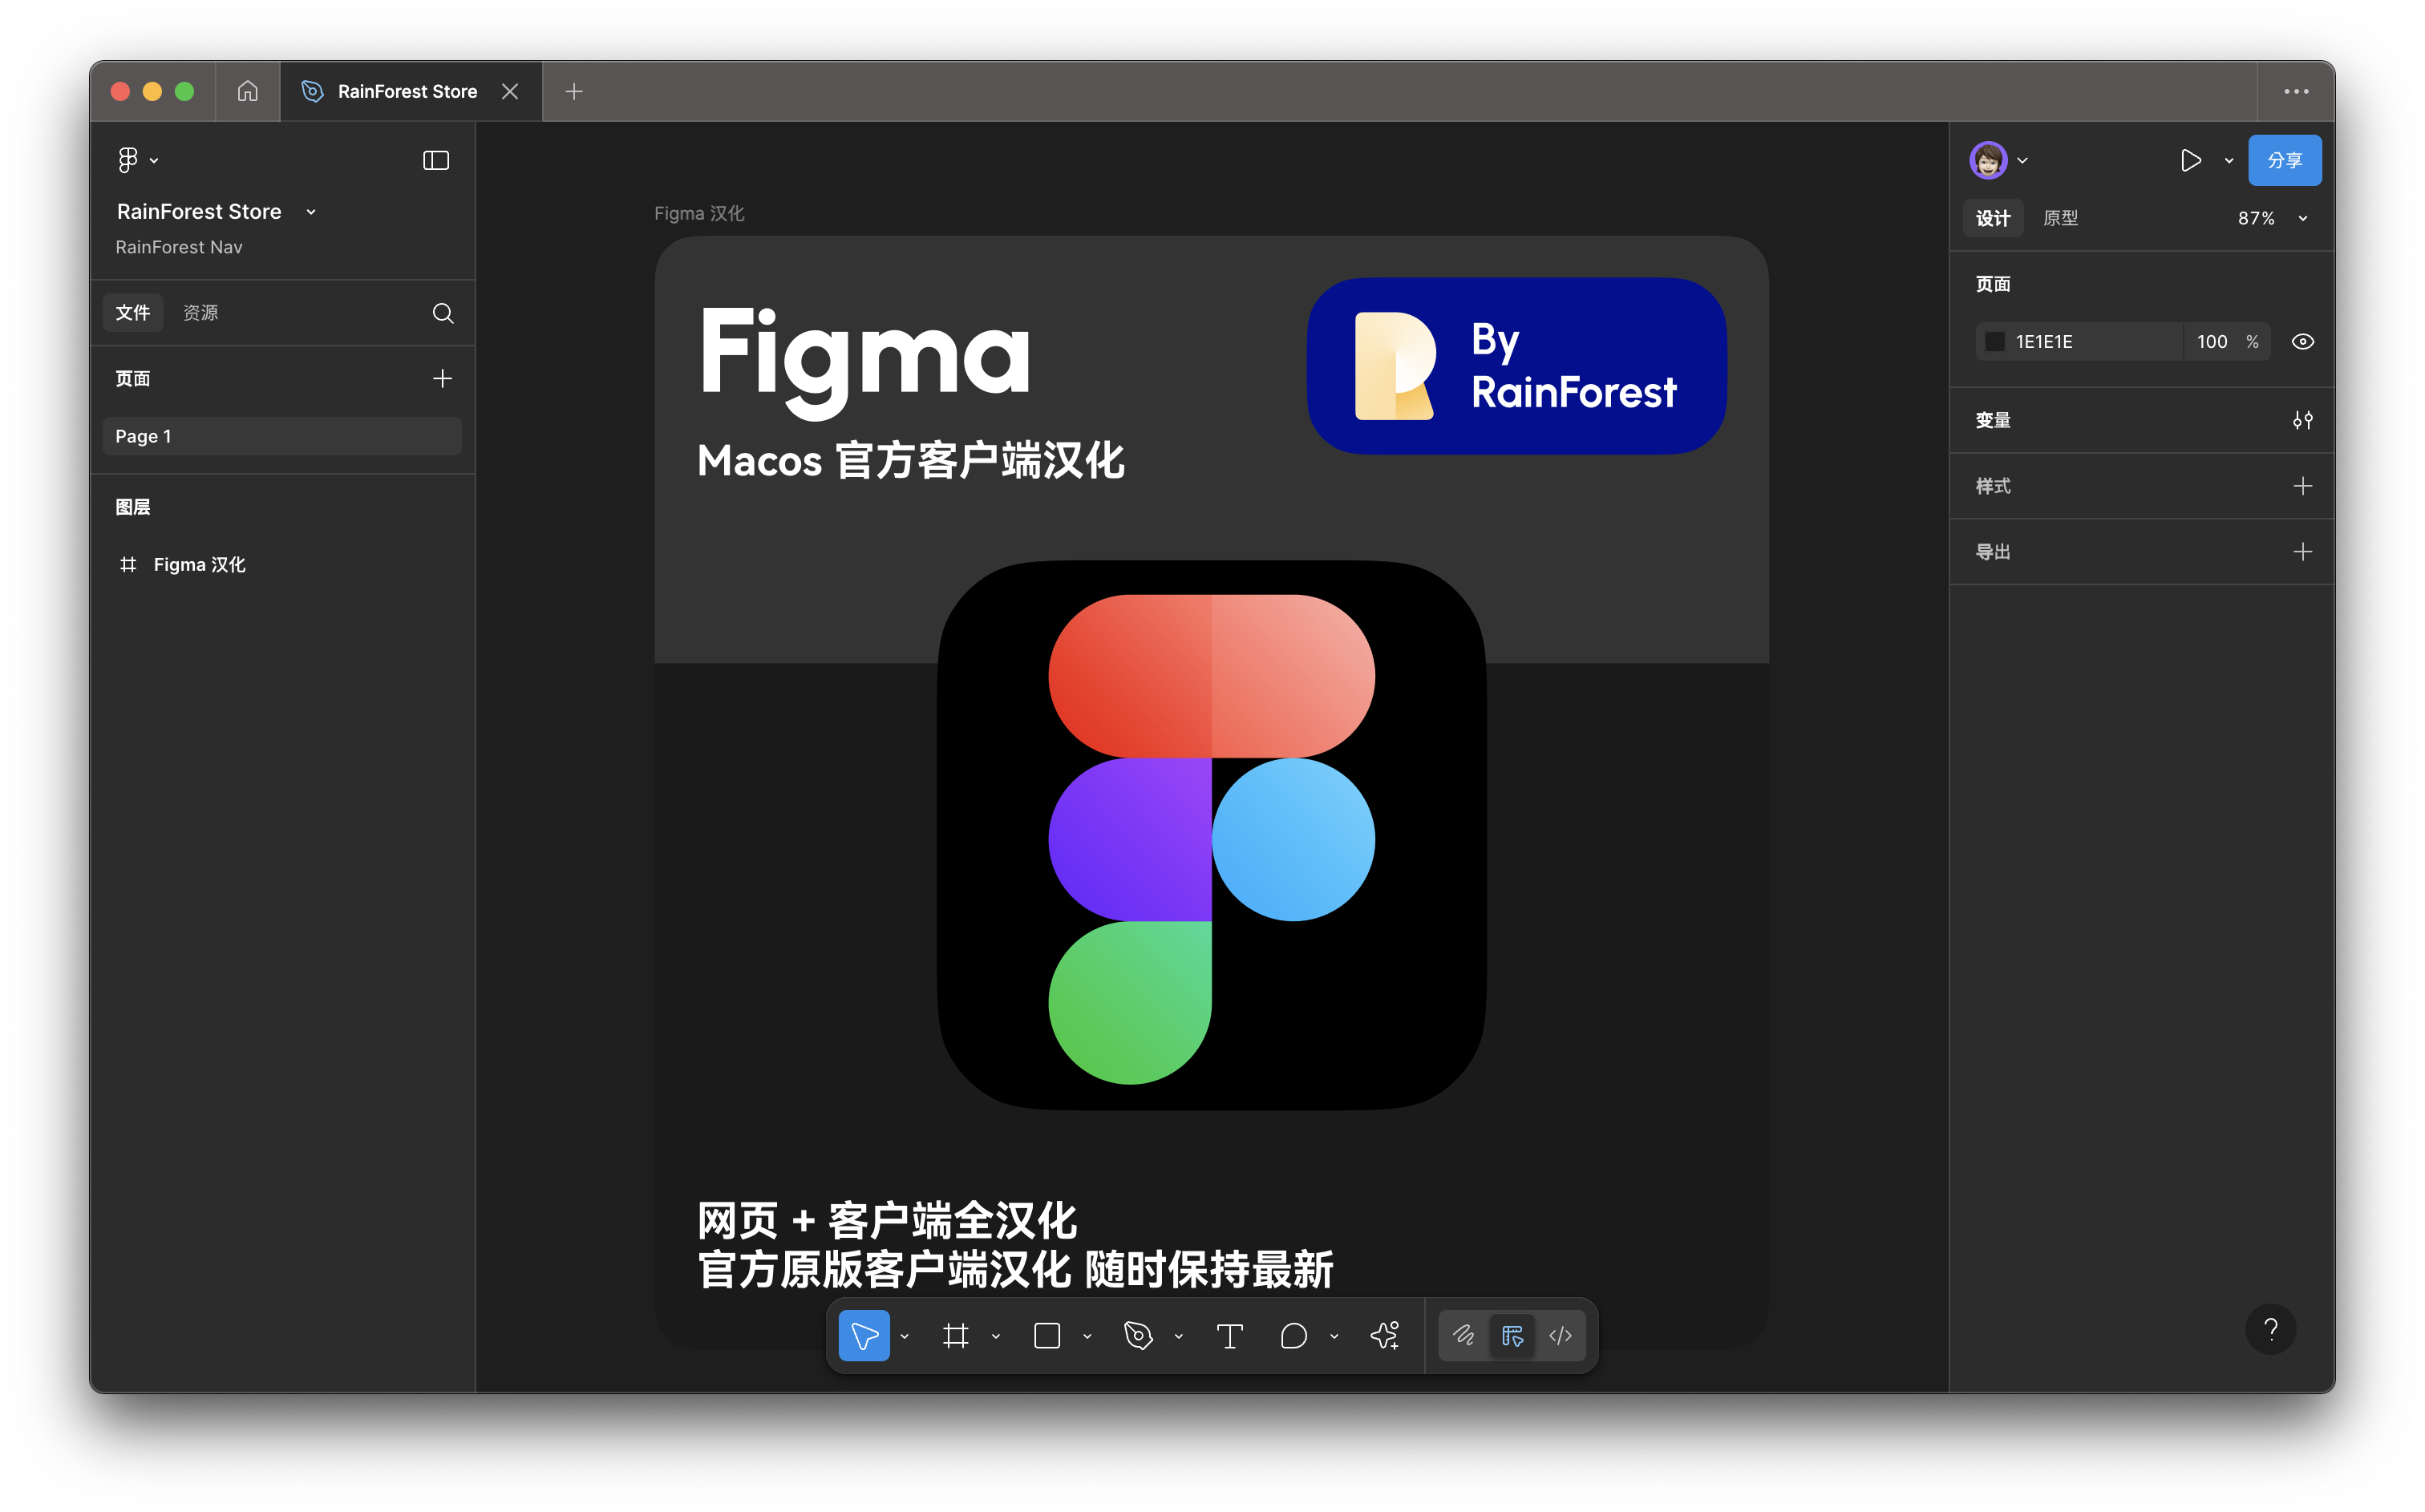 RainForest Store
RainForest Store
RainForest Nav
文件 资源
页面
Page 1
图层
Figma 汉化
Figma 汉化
Figma
Macos 官方客户端汉化
By
RainForest
网页 + 客户端全汉化
官方原版客户端汉化 随时保持最新
分享
设计 原型 87%
页面
1E1E1E 100 %
变量
样式
导出
?